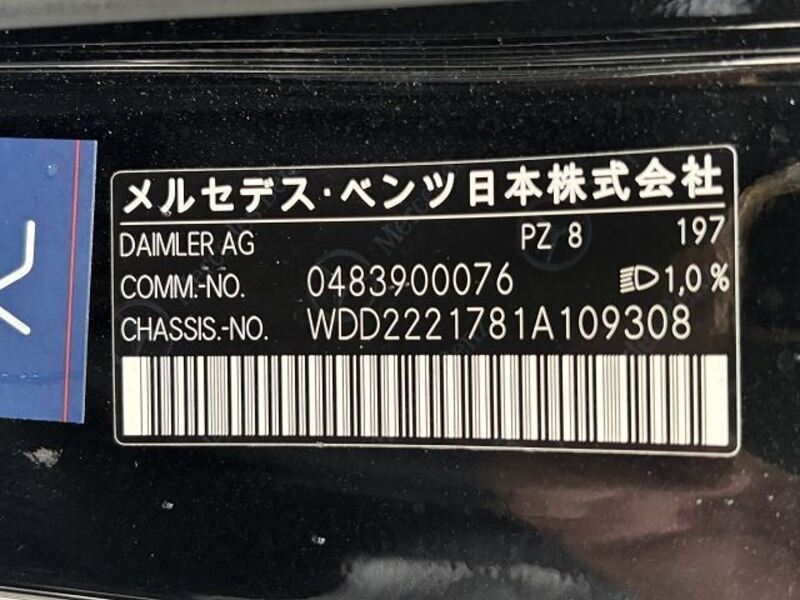 メルセデス・ベンツ日本株式会社
DAIMLER AG PZ 8 197
COMM.-NO. 0483900076 1,0%
CHASSIS.-NO. WDD2221781A109308